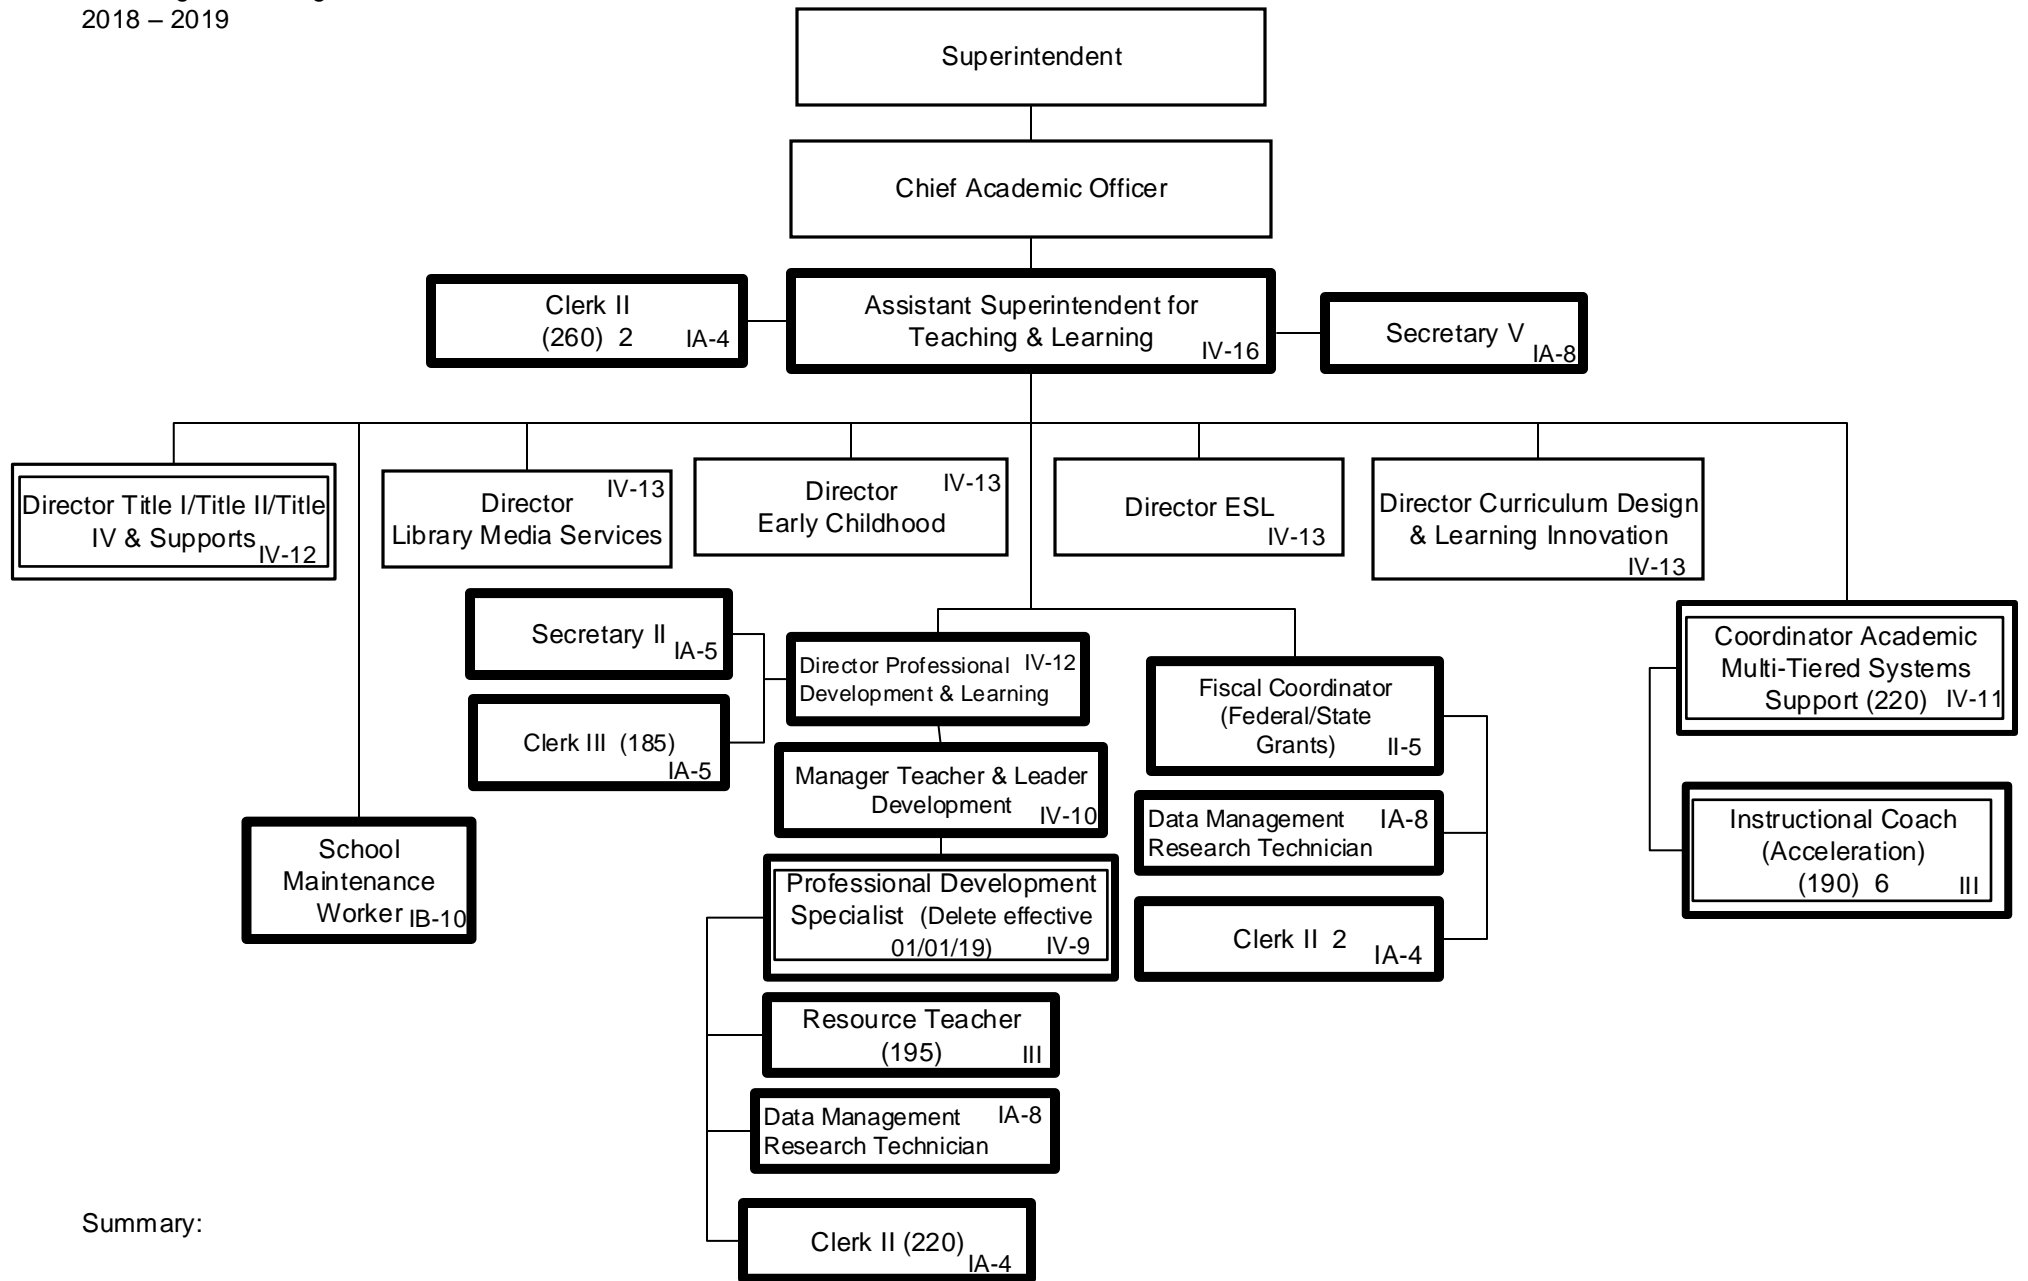 2018 – 2019
Superintendent
Chief Academic Officer
Clerk II
(260)  2
IA-4
Assistant Superintendent for
Teaching & Learning
IV-16
Secretary V
IA-8
Director Title I/Title II/Title
IV & Supports
IV-12
Director
IV-13
Library Media Services
Director
IV-13
Early Childhood
Director ESL
IV-13
Director Curriculum Design
& Learning Innovation
IV-13
Secretary II
IA-5
Clerk III  (185)
IA-5
Director Professional
IV-12
Development & Learning
Manager Teacher & Leader
Development
IV-10
Fiscal Coordinator
(Federal/State
Grants)
II-5
Coordinator Academic
Multi-Tiered Systems
Support (220)
IV-11
School
Maintenance
Worker
IB-10
Professional Development
Specialist  (Delete effective
01/01/19)
IV-9
Data Management
IA-8
Research Technician
Clerk II  2
IA-4
Instructional Coach
(Acceleration)
(190)  6
III
Resource Teacher
(195)
III
Data Management
IA-8
Research Technician
Clerk II (220)
IA-4
Summary: